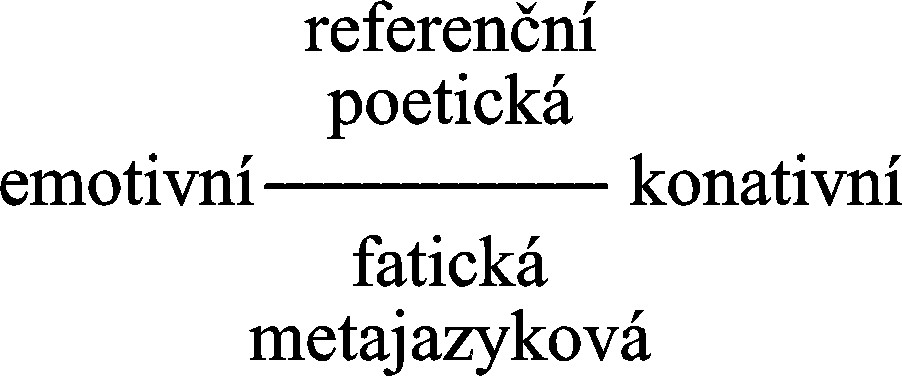 referenční
poetická
emotivní konativní
fatická
metajazyková